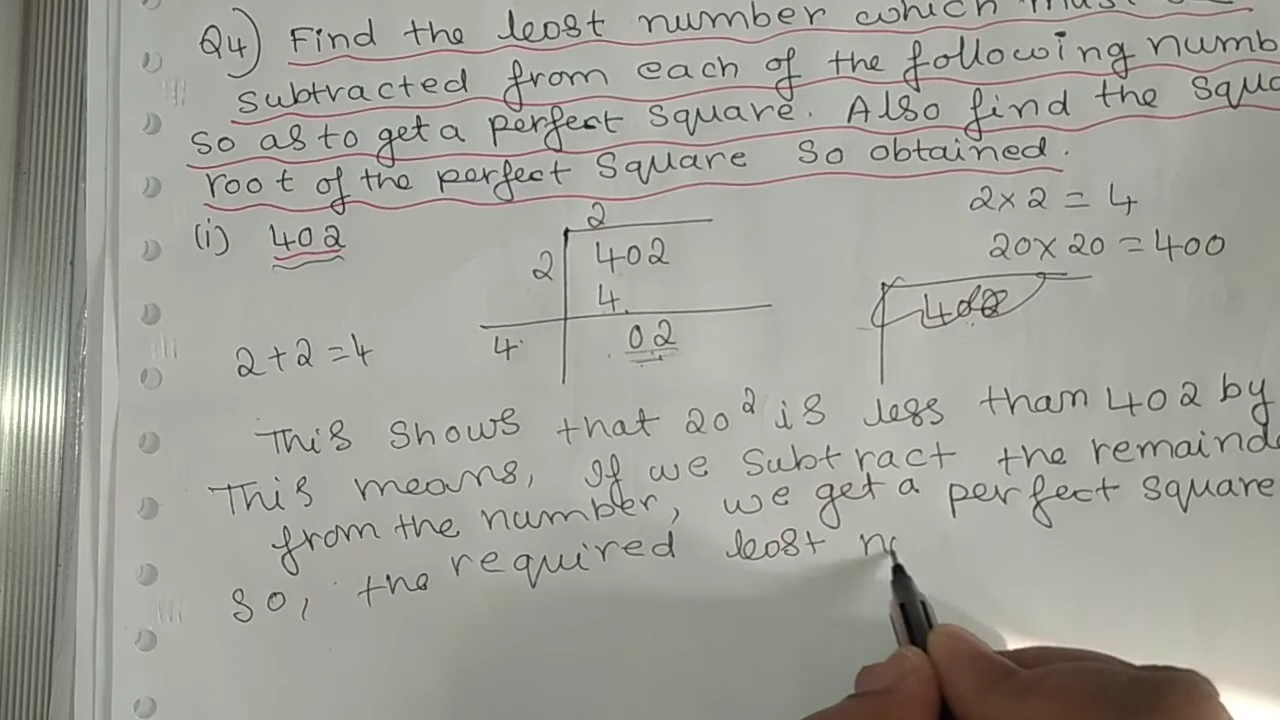 Q4) Find the least number which must be
subtracted from each of the following numb
so as to get a perfect square. Also find the squa
root of the perfect square so obtained.
(i) 402
2
2 402
4
4 02
2+2=4
2×2=4
20×20=400
This shows that 20² is less than 402 by
This means, If we subtract the remaind
from the number, we get a perfect square
so, the required least n